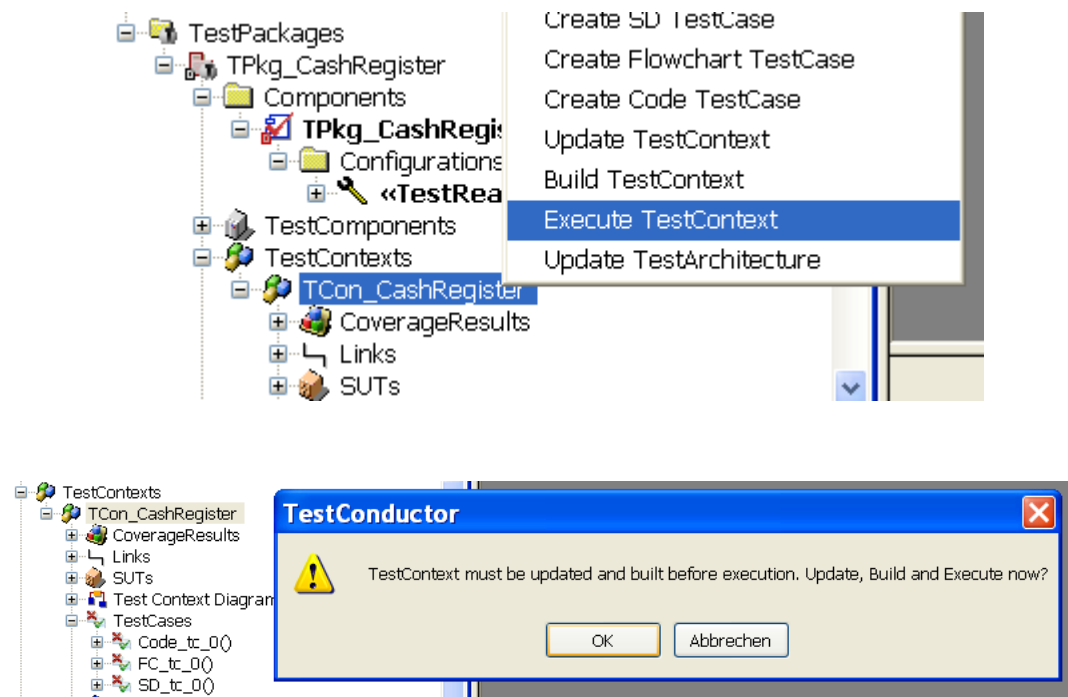 Create SD TestCase
TestPackages
TPkg_CashRegister
Create Flowchart TestCase
Components
Create Code TestCase
TPkg_CashRegis
Update TestContext
Configurations
Build TestContext
«TestRea
Execute TestContext
TestComponents
TestContexts
Update TestArchitecture
TCon_CashRegister
CoverageResults
Links
SUTs
TestContexts
TCon_CashRegister
TestConductor
CoverageResults
Links
SUTs
TestContext must be updated and built before execution. Update, Build and Execute now?
Test Context Diagram
TestCases
Code_tc_0()
OK
Abbrechen
FC_tc_0()
SD_tc_0()